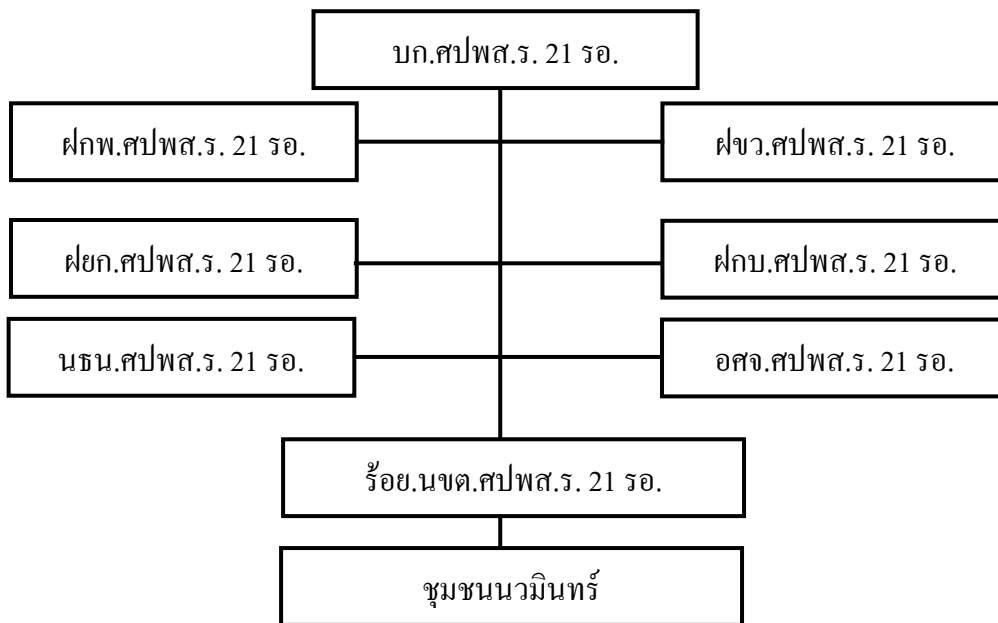 บก.ศปพส.ร. 21 รอ.
ฝกพ.ศปพส.ร. 21 รอ.
ฝขว.ศปพส.ร. 21 รอ.
ฝยก.ศปพส.ร. 21 รอ.
ฝกบ.ศปพส.ร. 21 รอ.
นธน.ศปพส.ร. 21 รอ.
อศจ.ศปพส.ร. 21 รอ.
ร้อย.นขต.ศปพส.ร. 21 รอ.
ชุมชนนวมินทร์